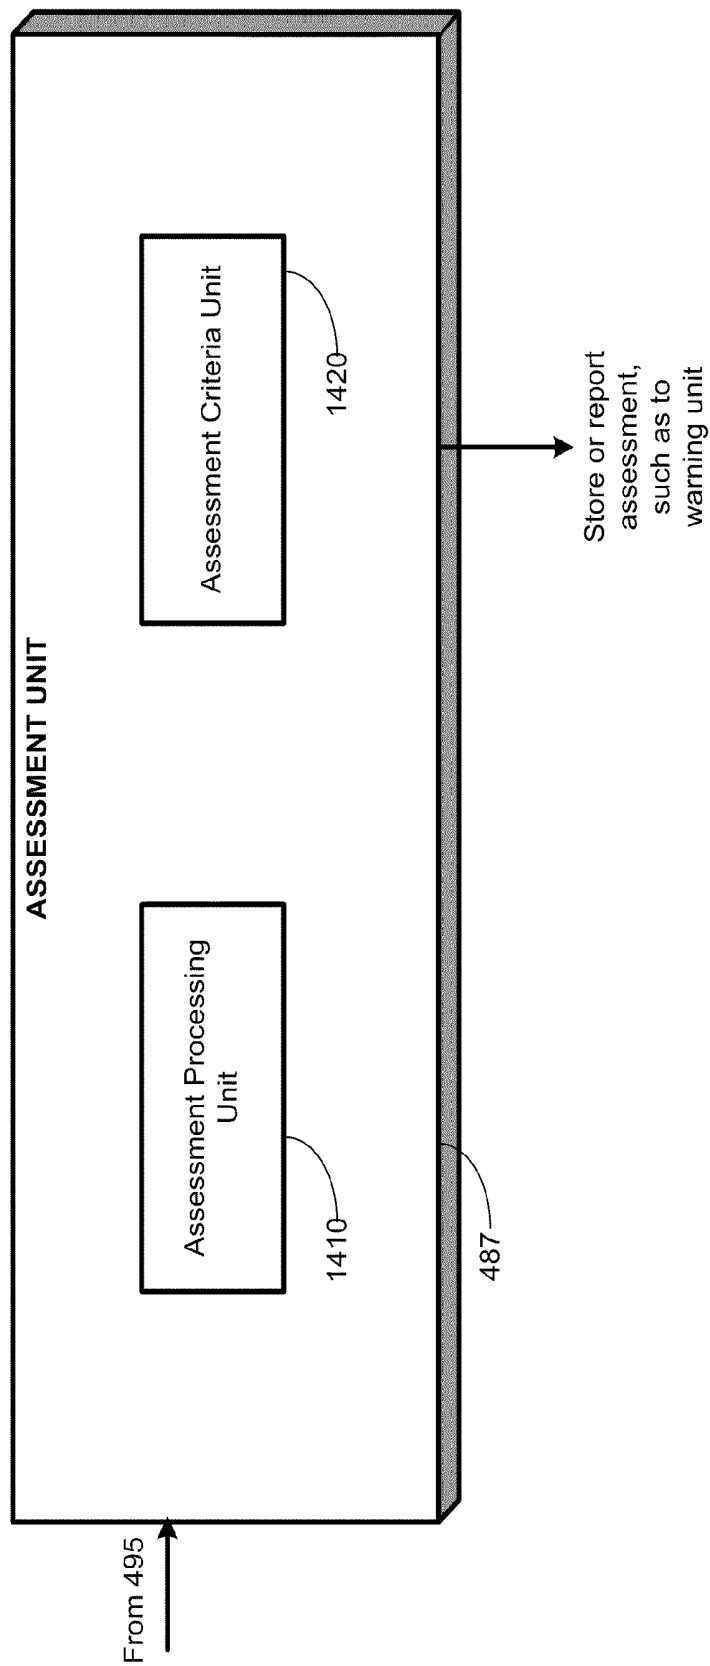 ASSESSMENT UNIT
From 495
Assessment Processing
Unit
1410
Assessment Criteria Unit
1420
487
Store or report
assessment,
such as to
warning unit